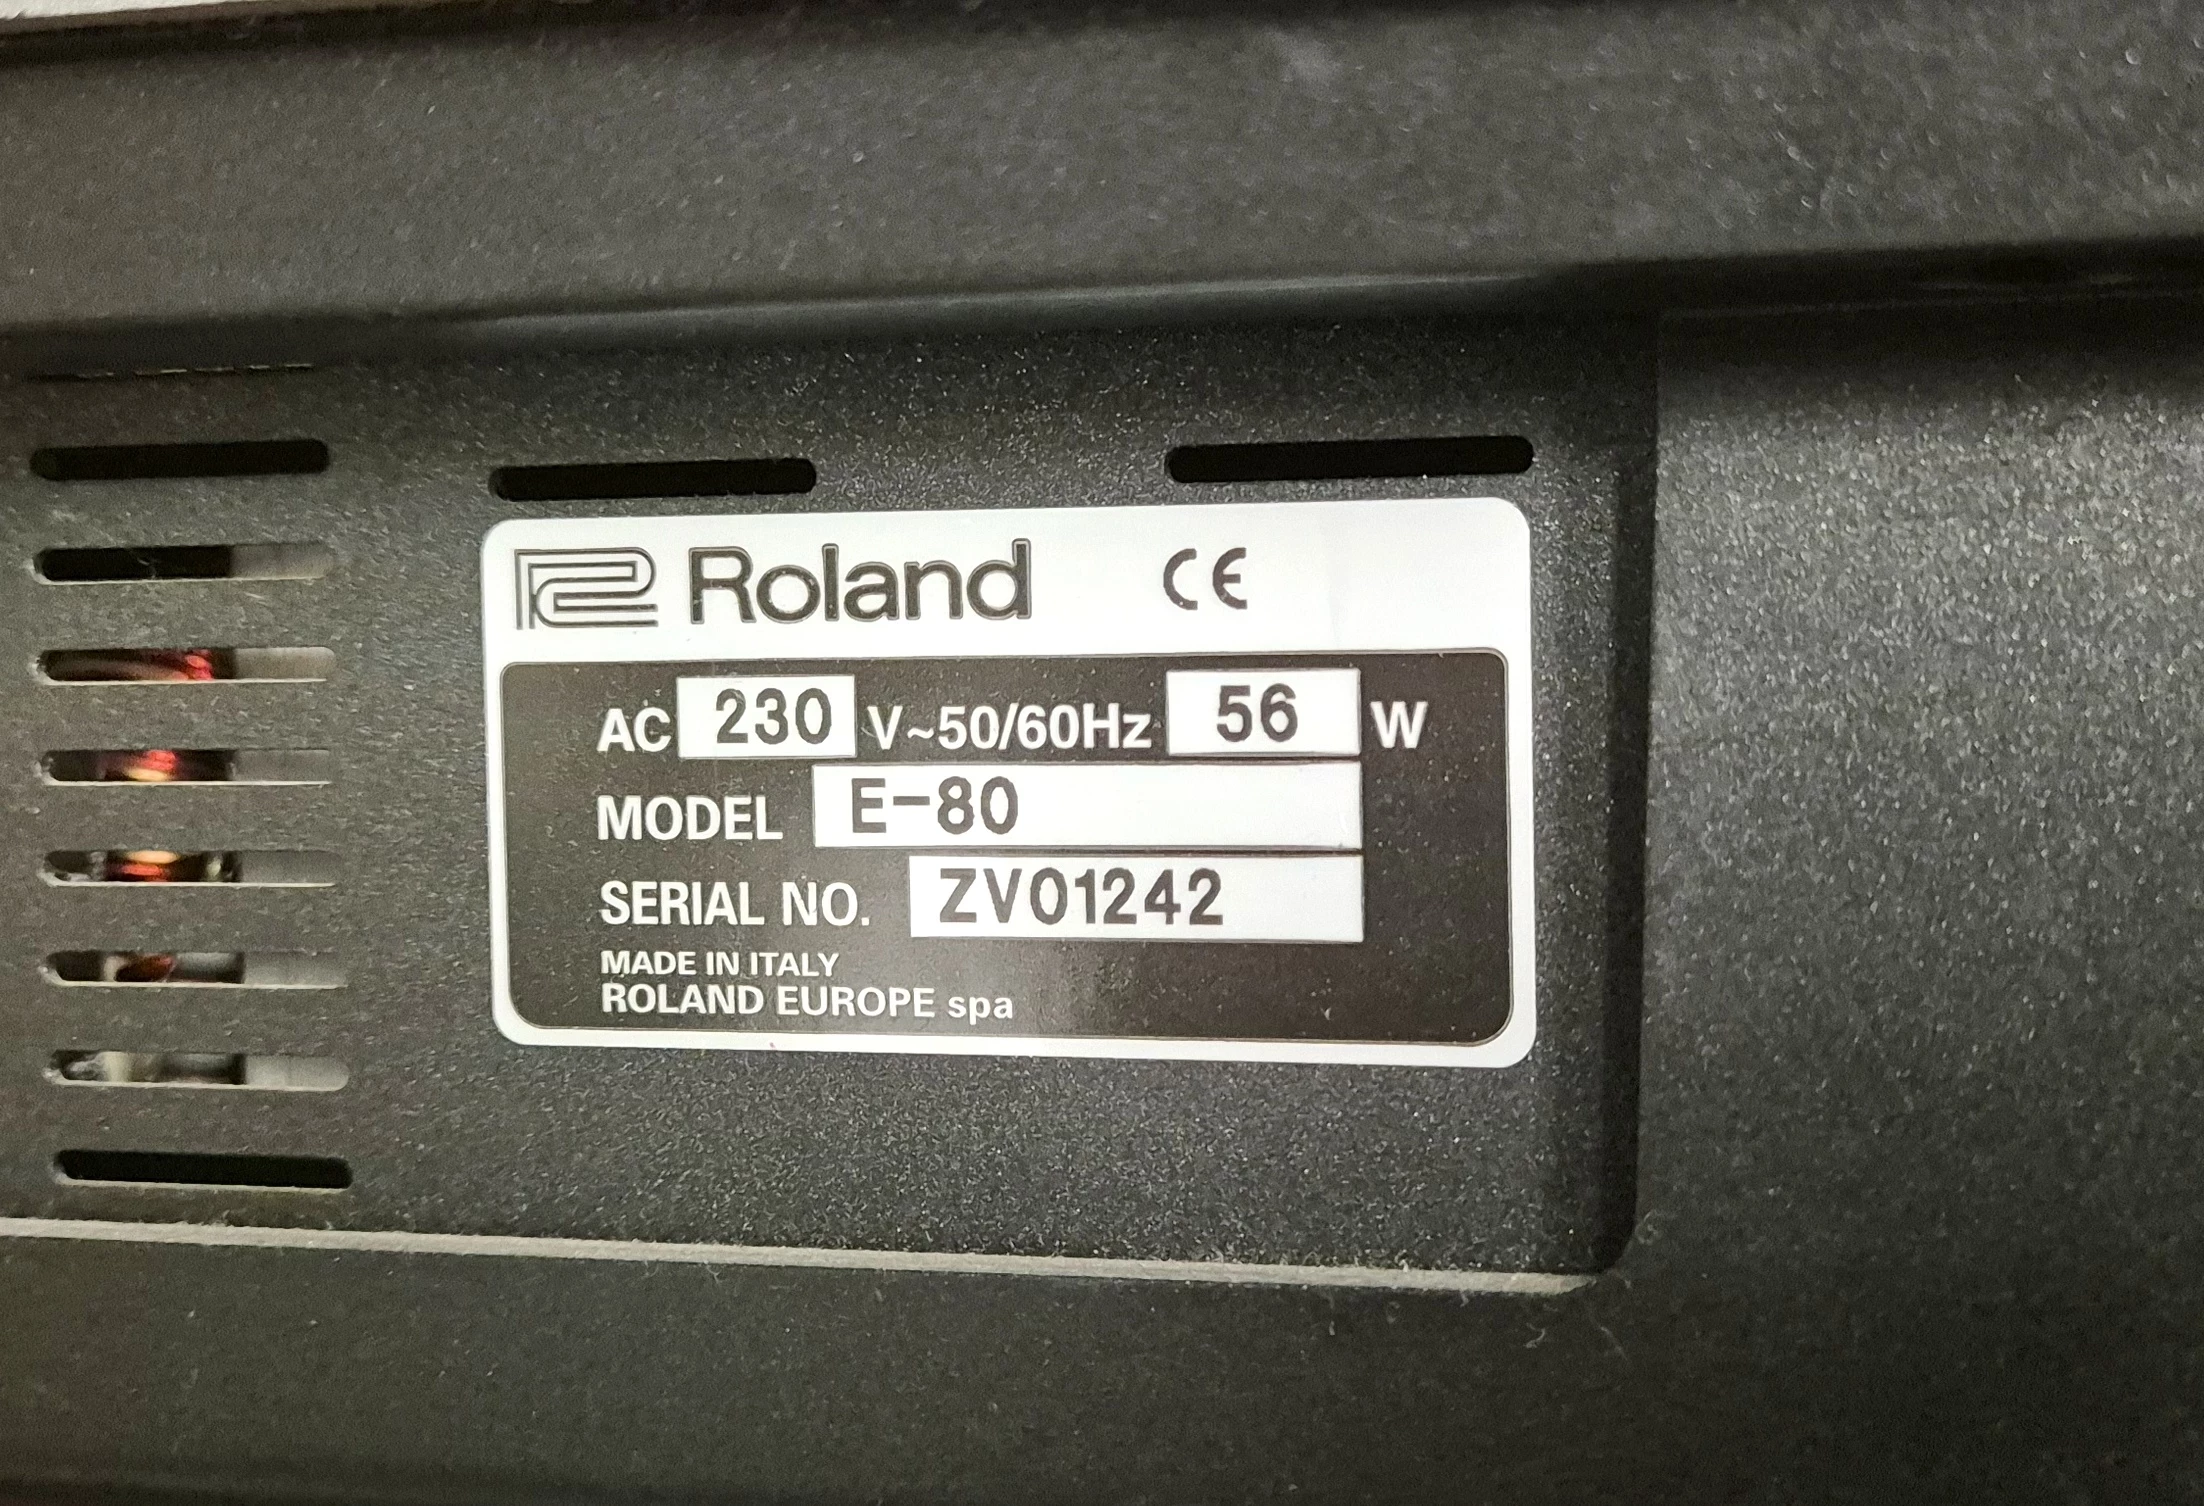 Roland CE
AC 230 V~50/60Hz 56 W
MODEL E-80
SERIAL NO. ZV01242
MADE IN ITALY
ROLAND EUROPE spa